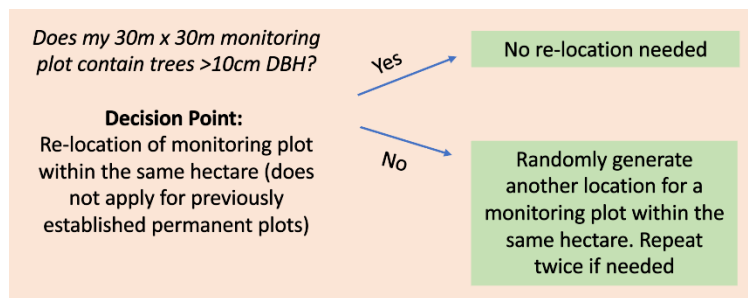 Does my 30m x 30m monitoring
plot contain trees >10cm DBH?
Decision Point:
Re-location of monitoring plot
within the same hectare (does
not apply for previously
established permanent plots)
Yes
No re-location needed
No
Randomly generate
another location for a
monitoring plot within the
same hectare. Repeat
twice if needed